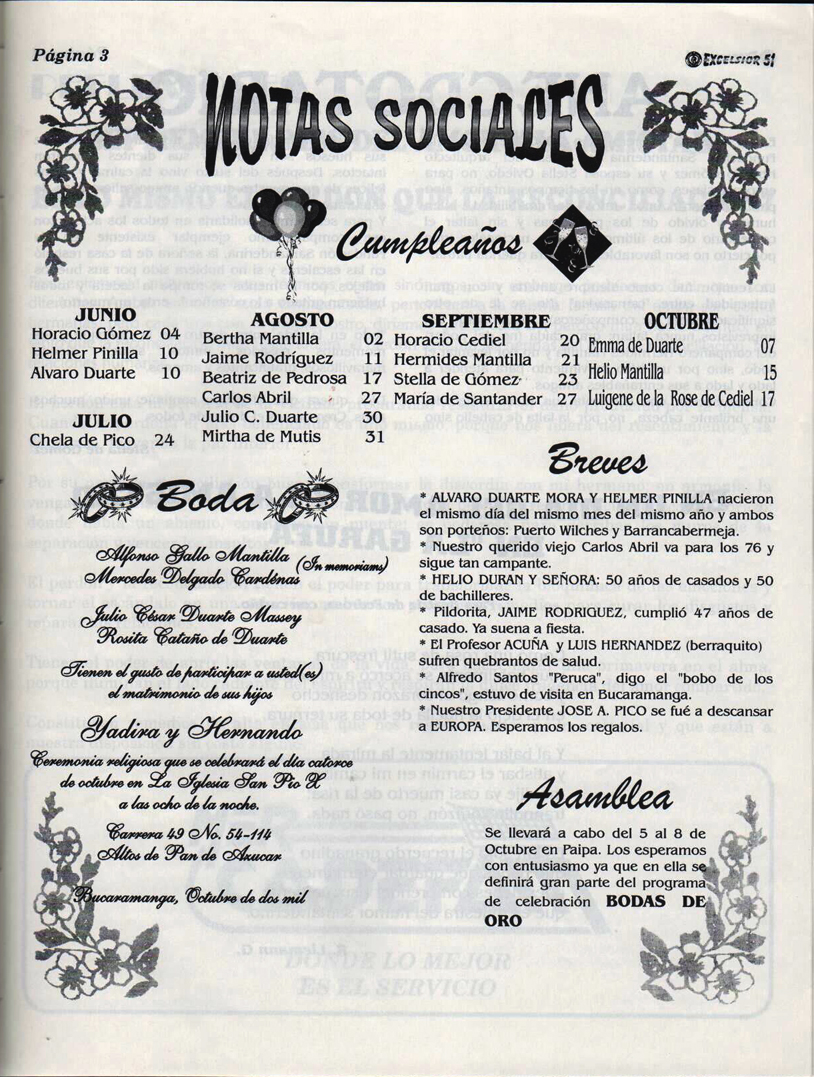 Página 3
EXCELSIOR 51
NOTAS SOCIALES
Cumpleaños
JUNIO
Horacio Gómez 04
Helmer Pinilla 10
Alvaro Duarte 10
JULIO
Chela de Pico 24
AGOSTO
Bertha Mantilla 02
Jaime Rodríguez 11
Beatriz de Pedrosa 17
Carlos Abril 27
Julio C. Duarte 30
Mirtha de Mutis 31
SEPTIEMBRE
Horacio Cediel 20
Hermides Mantilla 21
Stella de Gómez 23
María de Santander 27
OCTUBRE
Emma de Duarte 07
Helio Mantilla 15
Luigene de la Rose de Cediel 17
Boda
Alfonso Gallo Mantilla (In memoriams)
Mercedes Delgado Cardénas
Julio César Duarte Massey
Rosita Cataño de Duarte
Tienen el gusto de participar a usted(es)
el matrimonio de sus hijos
Yadira y Hernando
Ceremonia religiosa que se celebrará el día catorce
de octubre en La Iglesia San Pio X
a las ocho de la noche.
Carrera 49 No. 54-114
Altos de Pan de Azucar
Bucaramanga, Octubre de dos mil
Breves
* ALVARO DUARTE MORA Y HELMER PINILLA nacieron
el mismo día del mismo mes del mismo año y ambos
son porteños: Puerto Wilches y Barrancabermeja.
* Nuestro querido viejo Carlos Abril va para los 76 y
sigue tan campante.
* HELIO DURAN Y SEÑORA: 50 años de casados y 50
de bachilleres.
* Pildorita, JAIME RODRIGUEZ, cumplió 47 años de
casado. Ya suena a fiesta.
* El Profesor ACUÑA y LUIS HERNANDEZ (berraquito)
sufren quebrantos de salud.
* Alfredo Santos "Peruca", digo el "bobo de los
cincos", estuvo de visita en Bucaramanga.
* Nuestro Presidente JOSE A. PICO se fué a descansar
a EUROPA. Esperamos los regalos.
Asamblea
Se llevará a cabo del 5 al 8 de
Octubre en Paipa. Los esperamos
con entusiasmo ya que en ella se
definirá gran parte del programa
de celebración BODAS DE
ORO